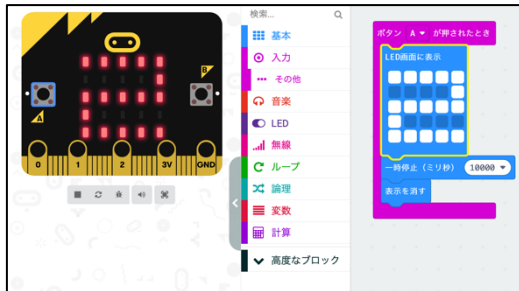 検索...
基本
入力
その他
音楽
LED
無線
ループ
論理
変数
計算
高度なブロック
A
B
0 1 2 3V GND
ボタン A が押されたとき
LED画面に表示
一時停止(ミリ秒) 10000
表示を消す